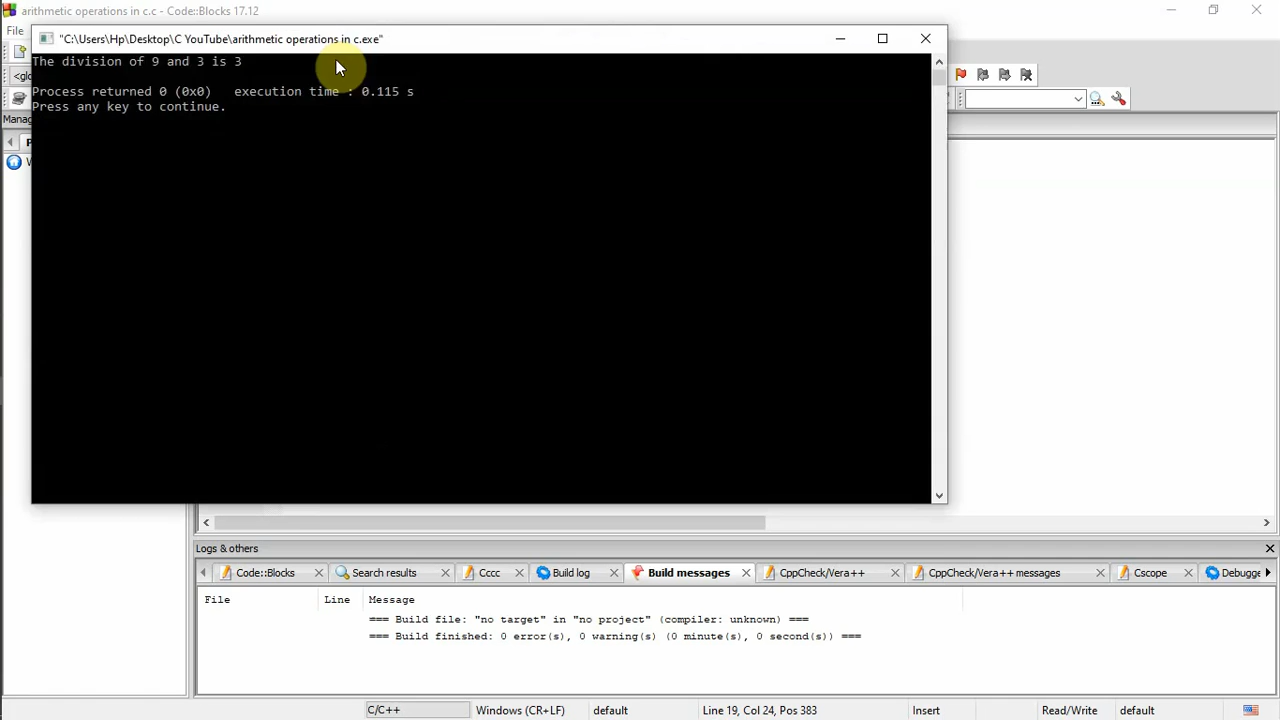 arithmetic operations in c.c - Code::Blocks 17.12
File
"C:\Users\Hp\Desktop\C YouTube\arithmetic operations in c.exe"
The division of 9 and 3 is 3
Process returned 0 (0x0)   execution time : 0.115 s
Press any key to continue.
<glo
Manag
P
W
Logs & others
Code::Blocks
Search results
Cccc
Build log
Build messages
CppCheck/Vera++
CppCheck/Vera++ messages
Cscope
Debugge
File Line Message
=== Build file: "no target" in "no project" (compiler: unknown) ===
=== Build finished: 0 error(s), 0 warning(s) (0 minute(s), 0 second(s)) ===
C/C++ Windows (CR+LF) default Line 19, Col 24, Pos 383 Insert Read/Write default